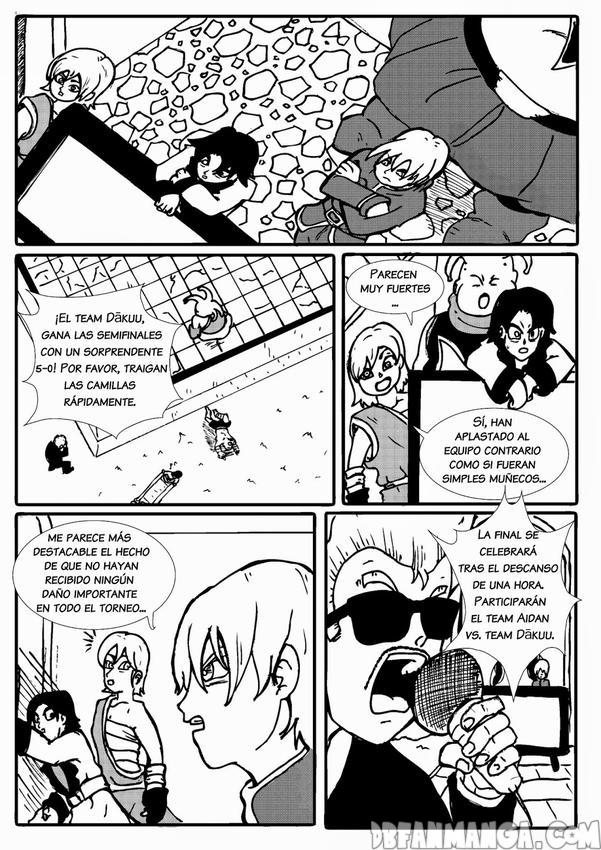 ¡El team Dākuu,
gana las semifinales
con un sorprendente
5-0! Por favor, traigan
las camillas
rápidamente.
Parecen
muy fuertes
...
Sí, han
aplastado al
equipo contrario
como si fueran
simples muñecos...
Me parece más
destacable el hecho
de que no hayan
recibido ningún
daño importante
en todo el torneo...
La final se
celebrará
tras el descanso
de una hora.
Participarán
el team Aidan
vs. team Dākuu.
DBFANMANGA.COM